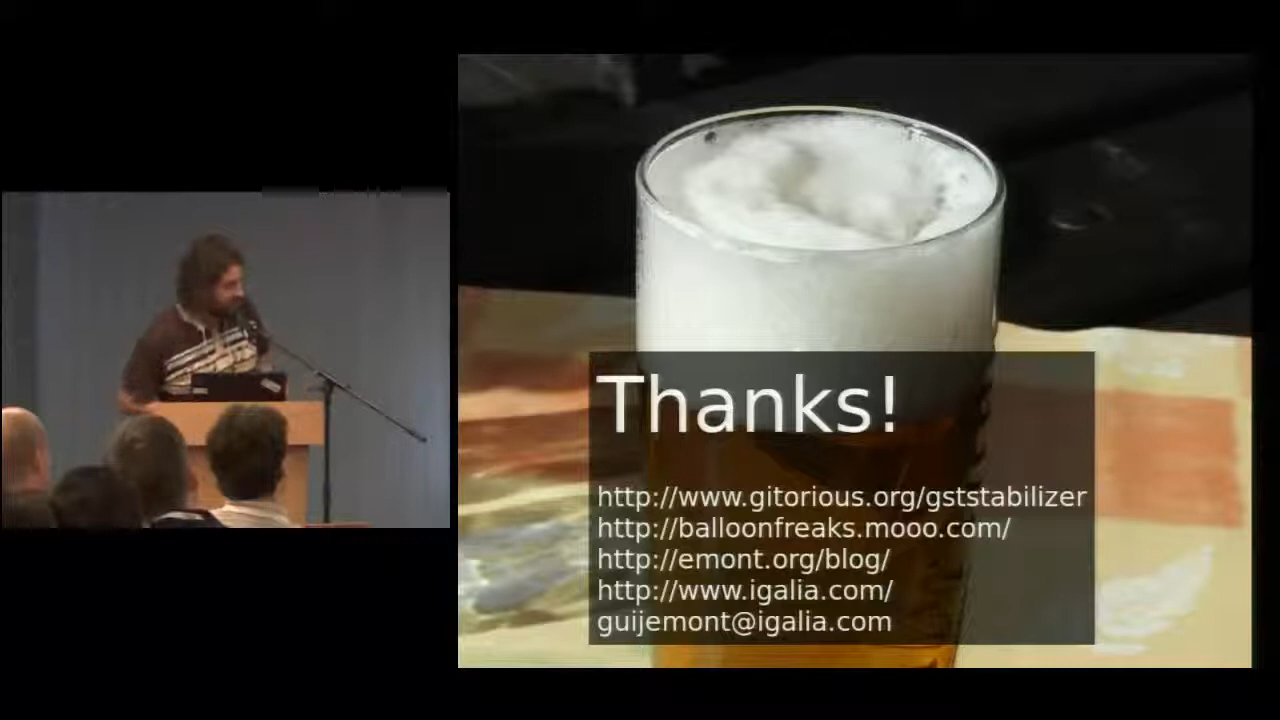 Thanks!
http://www.gitorious.org/gststabilizer
http://balloonfreaks.mooo.com/
http://emont.org/blog/
http://www.igalia.com/
guijemont@igalia.com